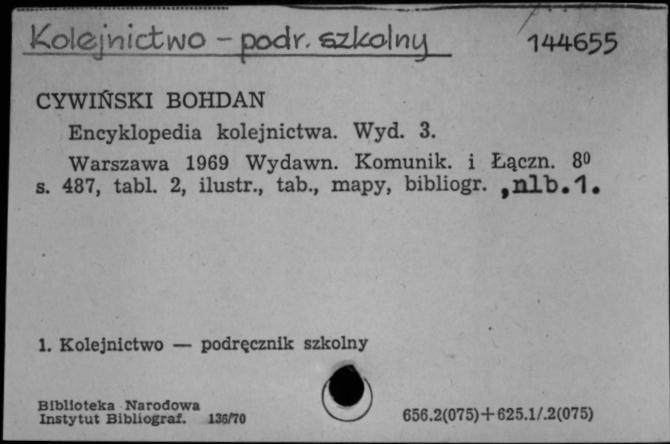 Kolejnictwo - podr. szkolny 144655
CYWIŃSKI BOHDAN
Encyklopedia kolejnictwa. Wyd. 3.
Warszawa 1969 Wydawn. Komunik. i Łączn. 8⁰
s. 487, tabl. 2, ilustr., tab., mapy, bibliogr. ,nlb.1.
1. Kolejnictwo — podręcznik szkolny
Biblioteka Narodowa
Instytut Bibliograf. 136/70
656.2(075)+625.1/.2(075)